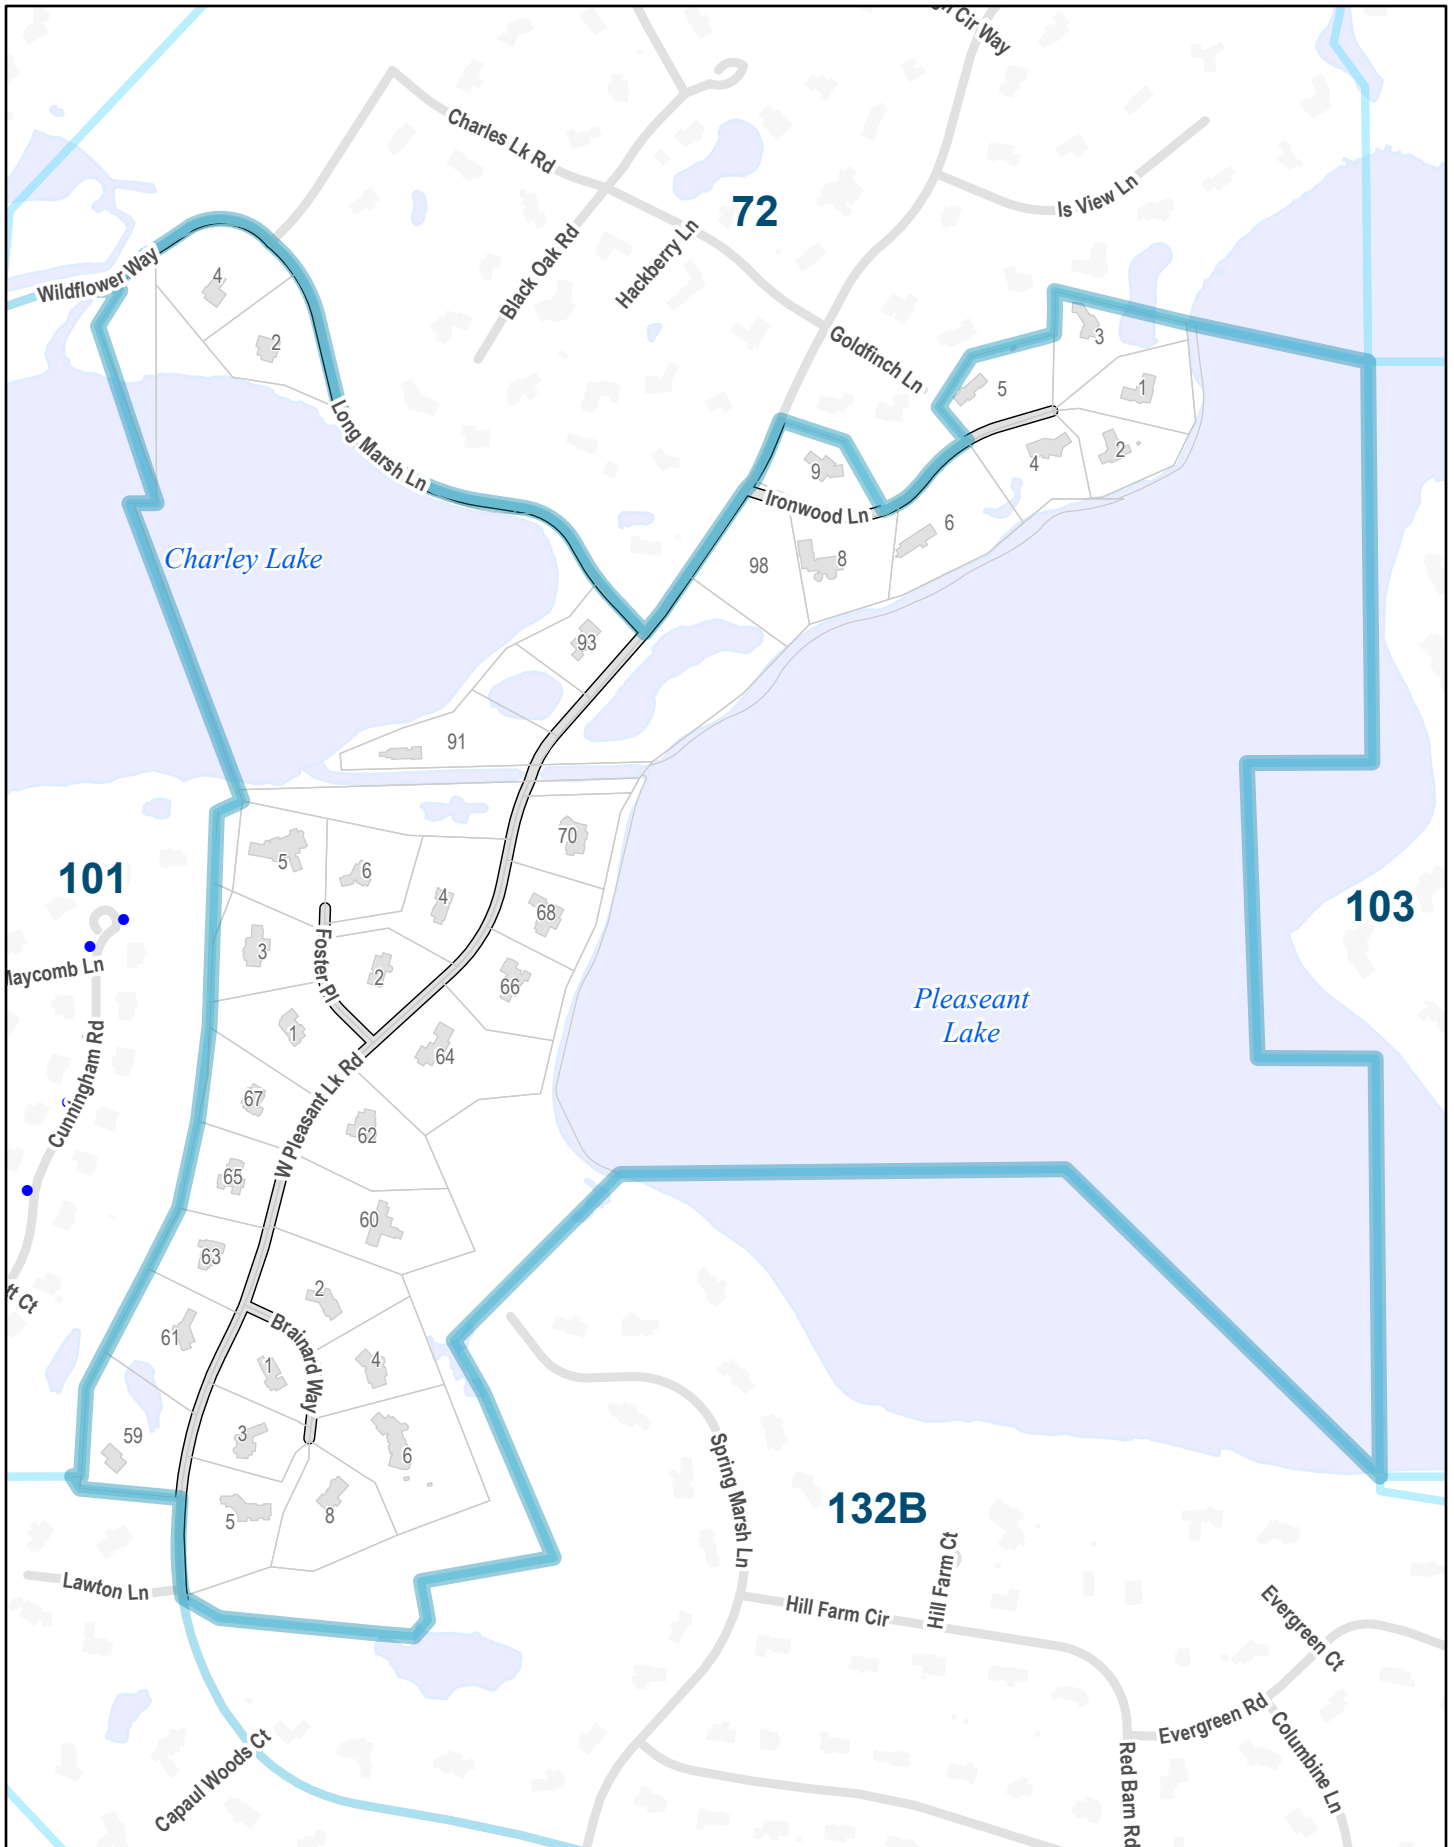 Cir Way
Charles Lk Rd
72
Is View Ln
Black Oak Rd
Hackberry Ln
Wildflower Way
4
2
Goldfinch Ln
3
5
1
Long Marsh Ln
9
4
2
Ironwood Ln
6
98
8
Charley Lake
93
91
70
5
6
4
101
103
68
3
Foster Pl
2
66
Cunningham Rd
1
64
Pleaseant
Lake
W Pleasant Lk Rd
67
62
65
60
63
2
Ct
61
Brainard Way
1
4
59
3
6
5
8
Spring Marsh Ln
132B
Lawton Ln
Hill Farm Cir
Hill Farm Ct
Evergreen Ct
Evergreen Rd
Columbine Ln
Red Barn Rd
Capaul Woods Ct